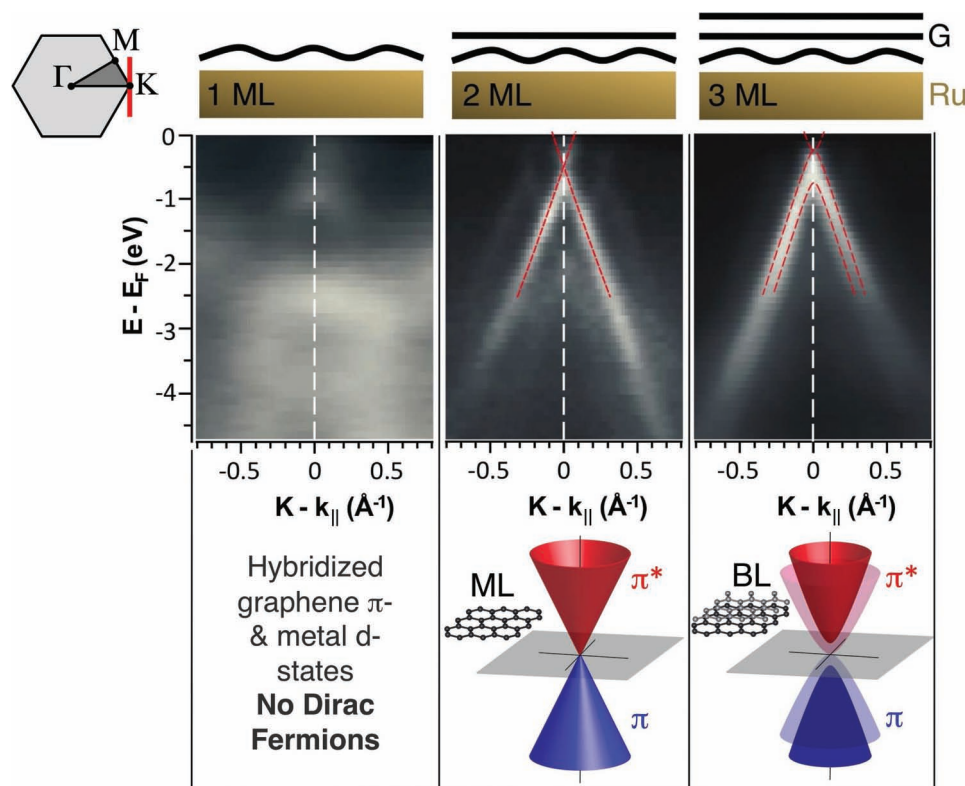 M
Γ
K
1 ML
2 ML
3 ML
G
Ru
E - E_F (eV)
0
-1
-2
-3
-4
-0.5 0 0.5
-0.5 0 0.5
-0.5 0 0.5
K - k_|| (Å⁻¹)
K - k_|| (Å⁻¹)
K - k_|| (Å⁻¹)
Hybridized
graphene π-
& metal d-
states
No Dirac
Fermions
ML
π*
π
BL
π*
π